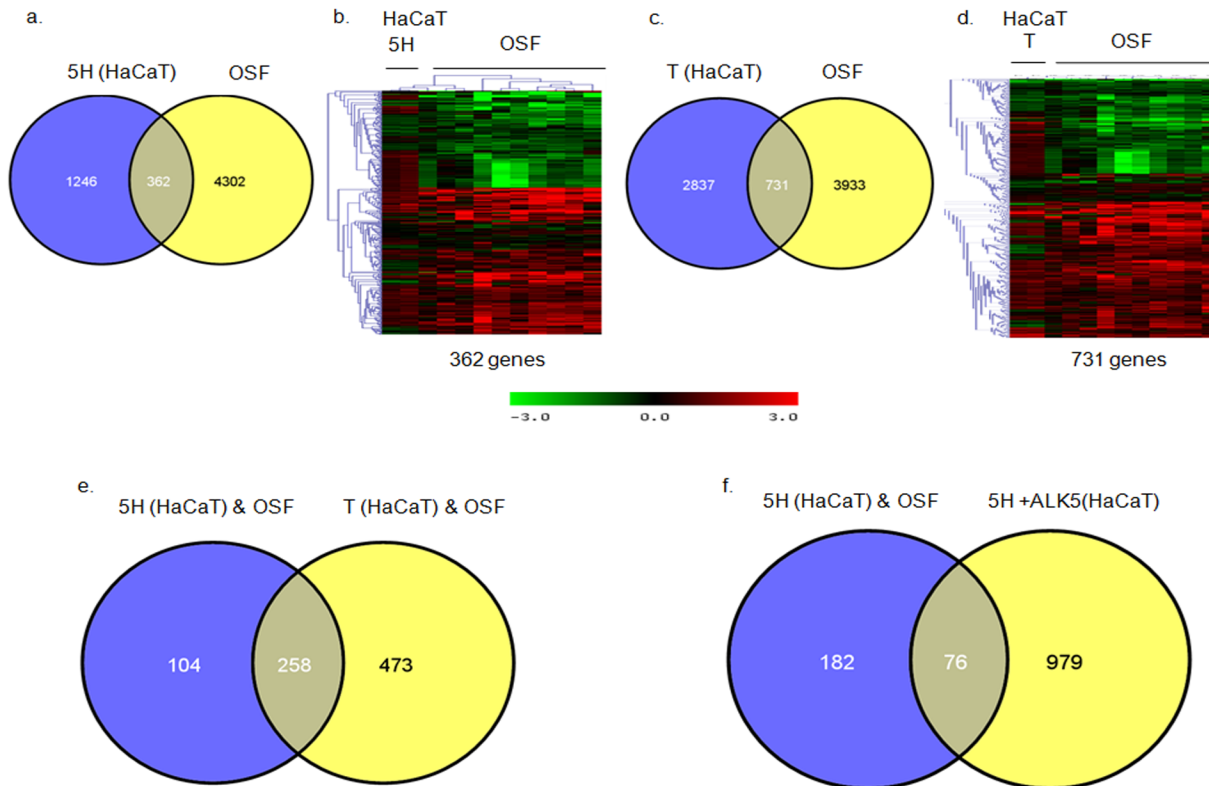 a.
5H (HaCaT) OSF
1246 362 4302
b. HaCaT
5H OSF
362 genes
c.
T (HaCaT) OSF
2837 731 3933
d. HaCaT
T OSF
731 genes
-3.0 0.0 3.0
e.
5H (HaCaT) & OSF T (HaCaT) & OSF
104 258 473
f.
5H (HaCaT) & OSF 5H +ALK5(HaCaT)
182 76 979